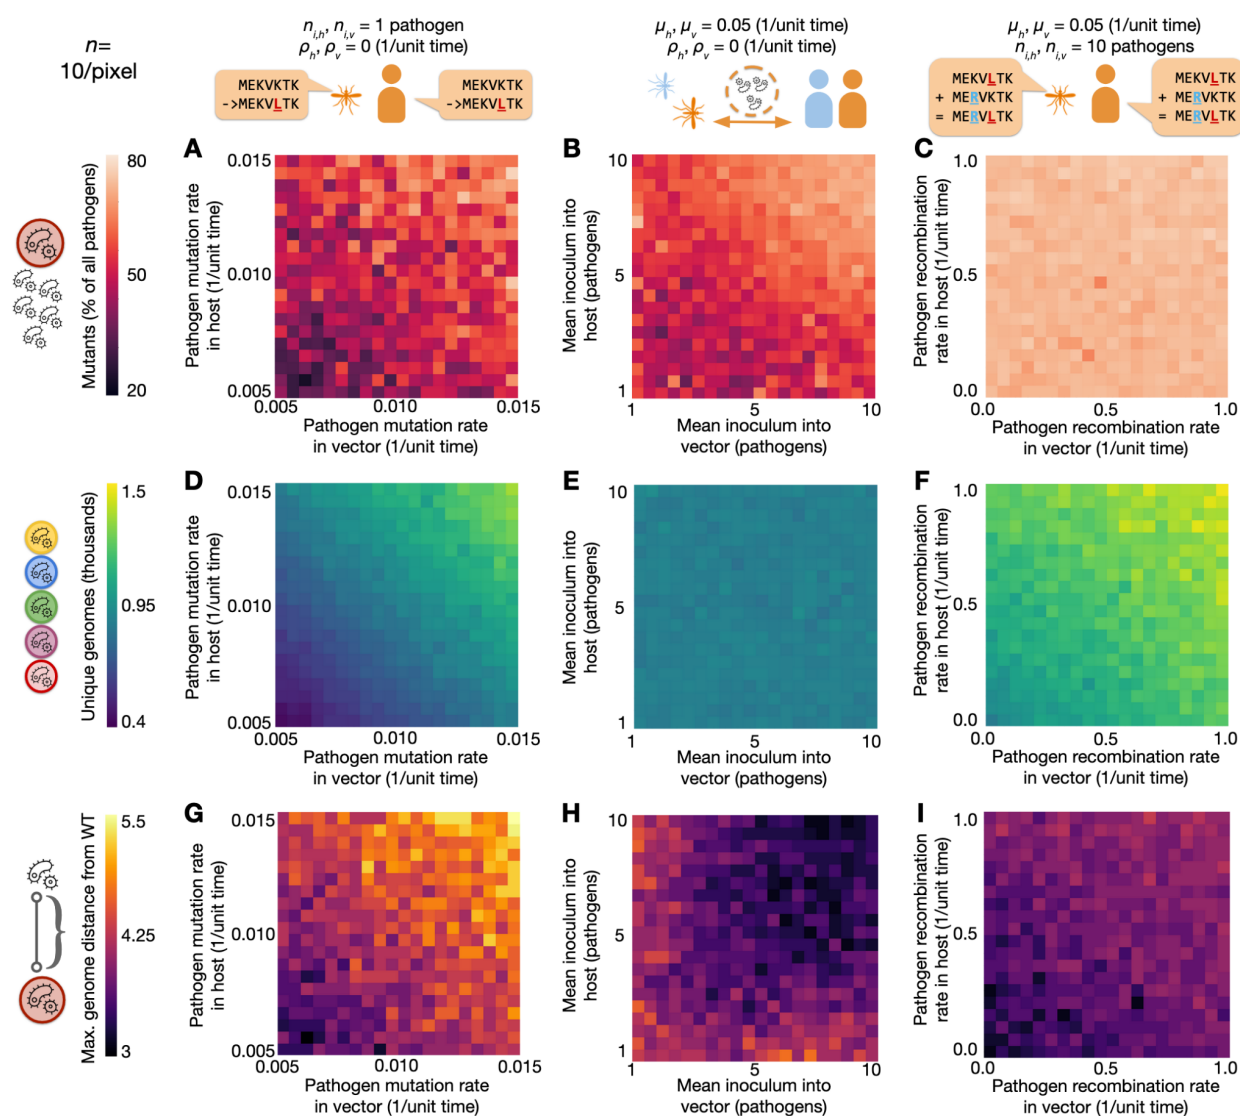 n=
10/pixel
n_i,h, n_i,v = 1 pathogen
ρ_h, ρ_v = 0 (1/unit time)
MEKVKTK
->MEKVLTK
MEKVKTK
->MEKVLTK
μ_h, μ_v = 0.05 (1/unit time)
ρ_h, ρ_v = 0 (1/unit time)
μ_h, μ_v = 0.05 (1/unit time)
n_i,h, n_i,v = 10 pathogens
MEKVLTK
+ MERVKTK
= MERVLTK
MEKVLTK
+ MERVKTK
= MERVLTK
Mutants (% of all pathogens)
80
50
20
A
Pathogen mutation rate
in host (1/unit time)
0.015
0.010
0.005
0.005 0.010 0.015
Pathogen mutation rate
in vector (1/unit time)
B
Mean inoculum into
host (pathogens)
10
5
1
1 5 10
Mean inoculum into
vector (pathogens)
C
Pathogen recombination
rate in host (1/unit time)
1.0
0.5
0.0
0.0 0.5 1.0
Pathogen recombination rate
in vector (1/unit time)
Unique genomes (thousands)
1.5
0.95
0.4
D
Pathogen mutation rate
in host (1/unit time)
0.015
0.010
0.005
0.005 0.010 0.015
Pathogen mutation rate
in vector (1/unit time)
E
Mean inoculum into
host (pathogens)
10
5
1
1 5 10
Mean inoculum into
vector (pathogens)
F
Pathogen recombination
rate in host (1/unit time)
1.0
0.5
0.0
0.0 0.5 1.0
Pathogen recombination rate
in vector (1/unit time)
Max. genome distance from WT
5.5
4.25
3
G
Pathogen mutation rate
in host (1/unit time)
0.015
0.010
0.005
0.005 0.010 0.015
Pathogen mutation rate
in vector (1/unit time)
H
Mean inoculum into
host (pathogens)
10
5
1
1 5 10
Mean inoculum into
vector (pathogens)
I
Pathogen recombination
rate in host (1/unit time)
1.0
0.5
0.0
0.0 0.5 1.0
Pathogen recombination rate
in vector (1/unit time)